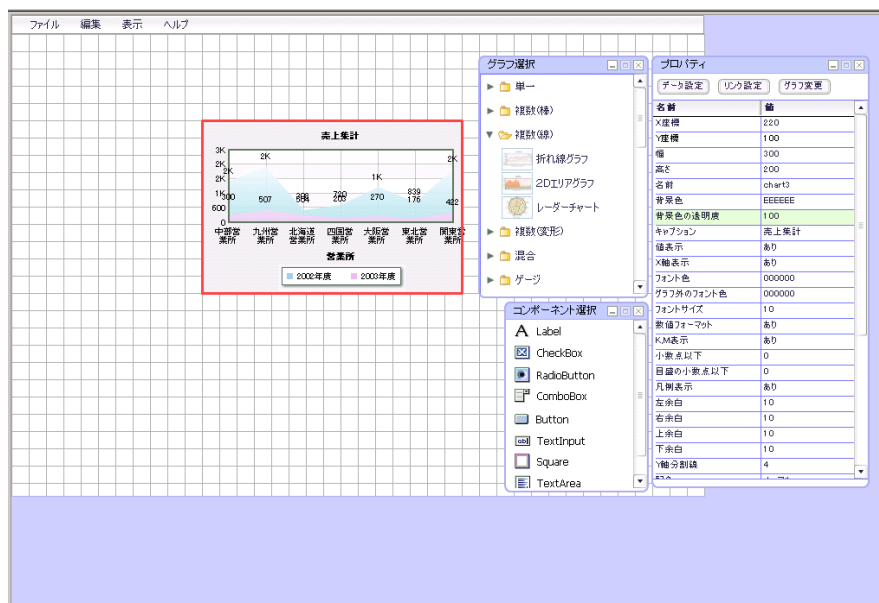 ファイル 編集 表示 ヘルプ
売上集計
3K
2K
2K
1K
600
0
2K
2K
1K
2K
300
507
398
584
720
203
270
839
176
422
中部営業所
九州営業所
北海道営業所
四国営業所
大阪営業所
東北営業所
関東営業所
営業所
2002年度 2003年度
グラフ選択
単一
複数(棒)
複数(線)
折れ線グラフ
2Dエリアグラフ
レーダーチャート
複数(変形)
混合
ゲージ
コンポーネント選択
Label
CheckBox
RadioButton
ComboBox
Button
TextInput
Square
TextArea
プロパティ
データ設定 リンク設定 グラフ変更
名前 値
X座標 220
Y座標 100
幅 300
高さ 200
名前 chart3
背景色 EEEEEE
背景色の透明度 100
キャプション 売上集計
値表示 あり
X軸表示 あり
フォント色 000000
グラフ外のフォント色 000000
フォントサイズ 10
数値フォーマット あり
K,M表示 あり
小数点以下 0
目盛の小数点以下 0
凡例表示 あり
左余白 10
右余白 10
上余白 10
下余白 10
Y軸分割線 4